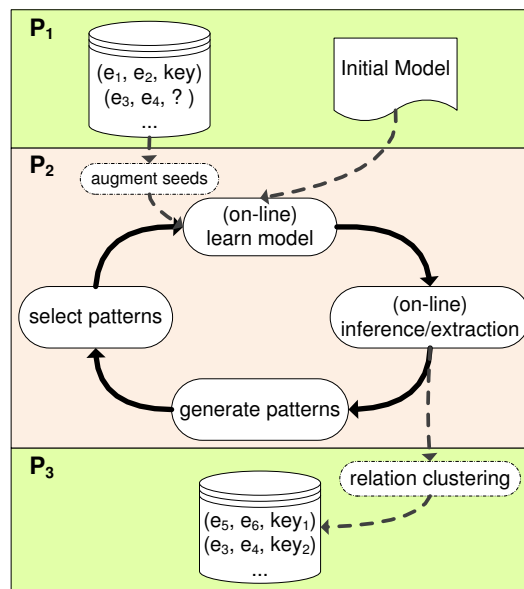 P₁
(e₁, e₂, key)
(e₃, e₄, ? )
...
Initial Model
P₂
augment seeds
(on-line)
learn model
select patterns
(on-line)
inference/extraction
generate patterns
P₃
relation clustering
(e₅, e₆, key₁)
(e₃, e₄, key₂)
...